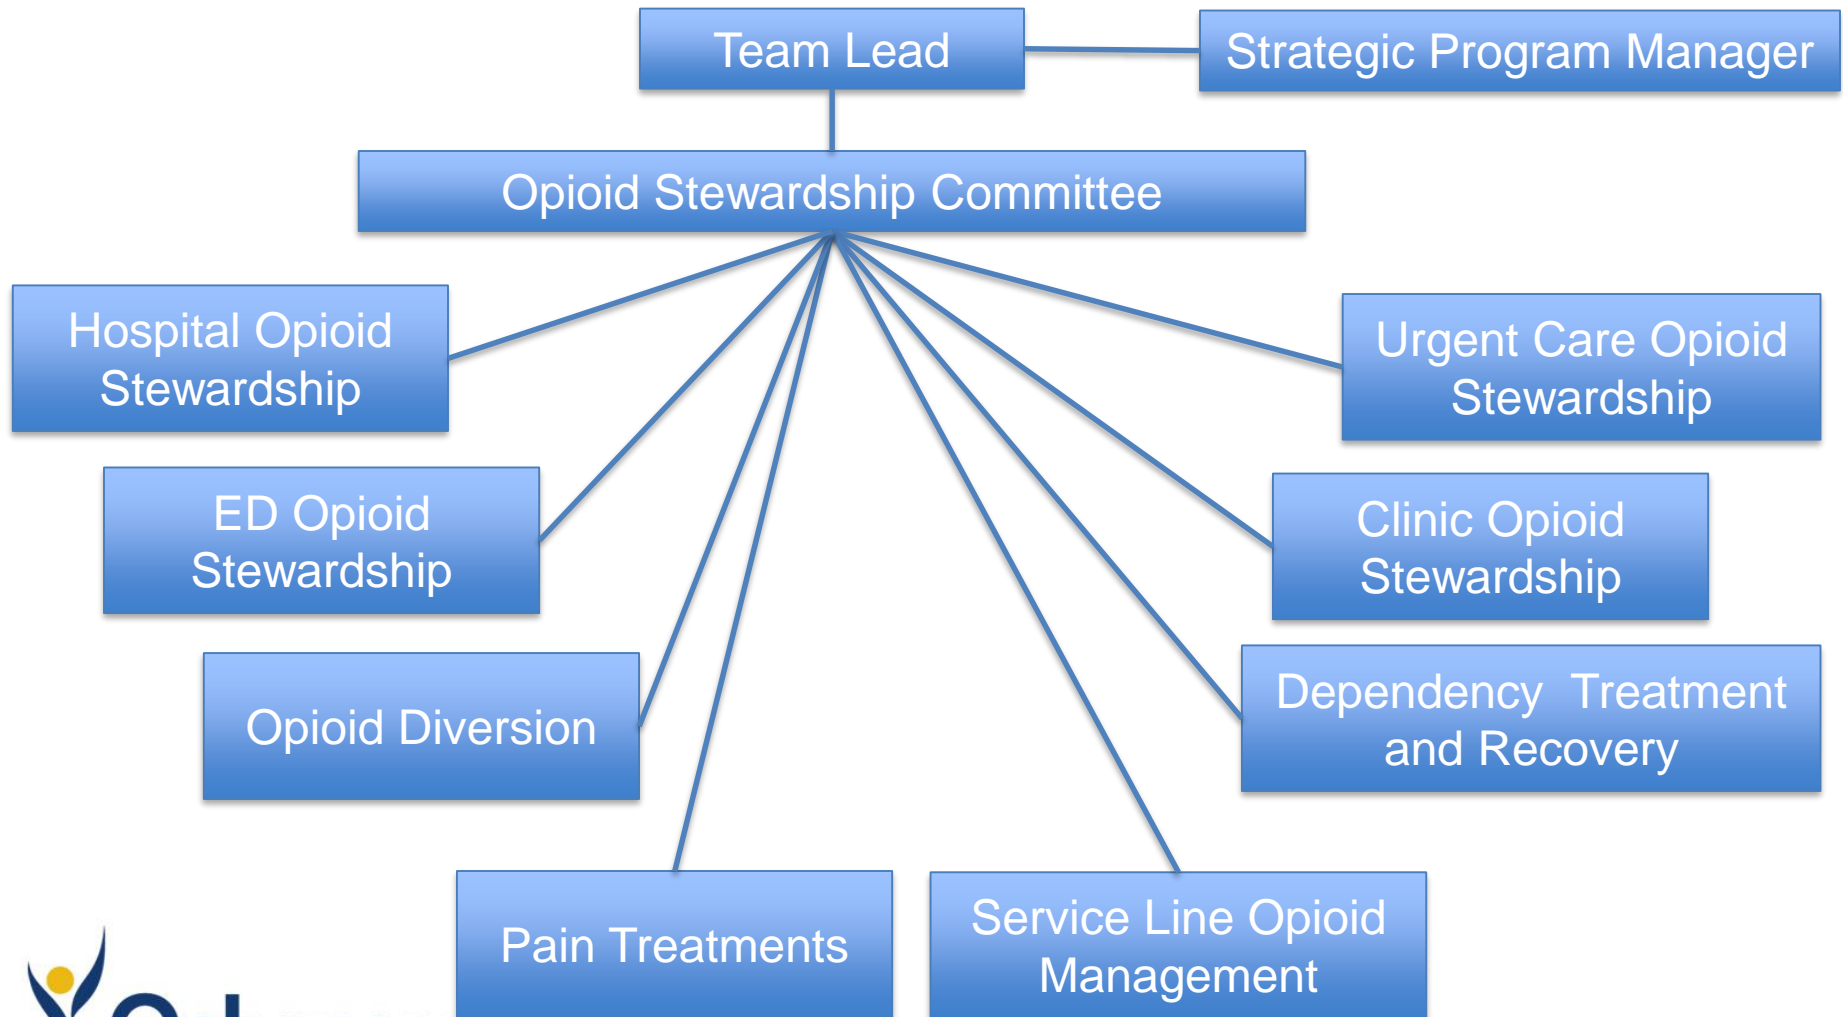 Team Lead
Strategic Program Manager
Opioid Stewardship Committee
Hospital Opioid
Stewardship
Urgent Care Opioid
Stewardship
ED Opioid
Stewardship
Clinic Opioid
Stewardship
Opioid Diversion
Dependency  Treatment
and Recovery
Pain Treatments
Service Line Opioid
Management